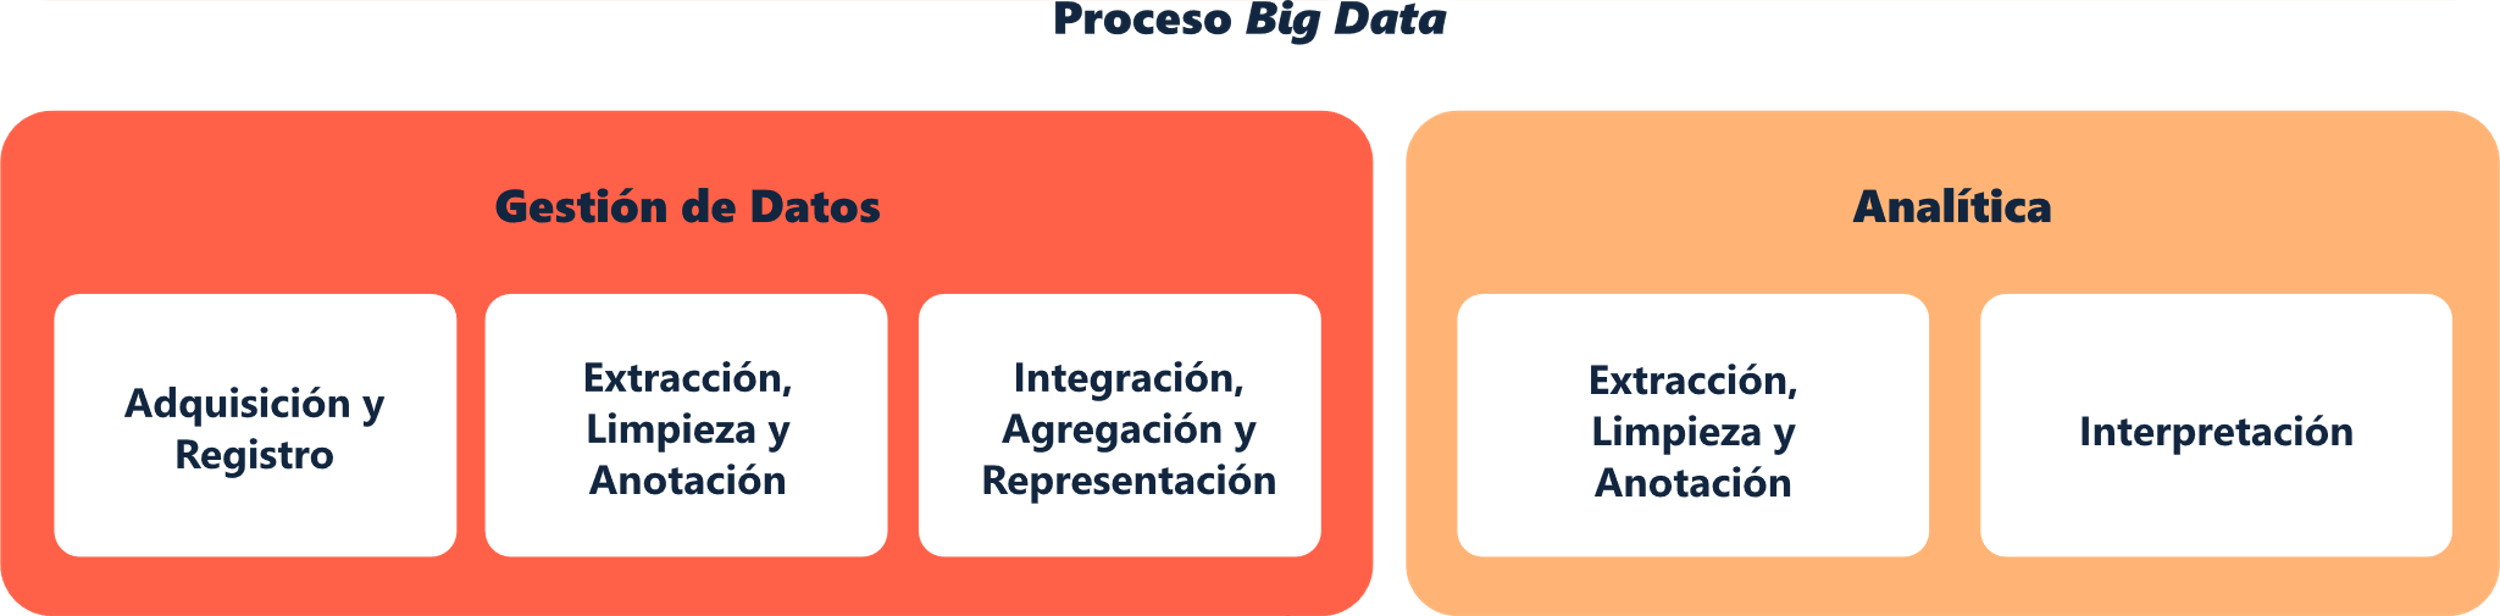 Proceso Big Data
Gestión de Datos
Adquisición y
Registro
Extracción,
Limpieza y
Anotación
Integración,
Agregación y
Representación
Analítica
Extracción,
Limpieza y
Anotación
Interpretación